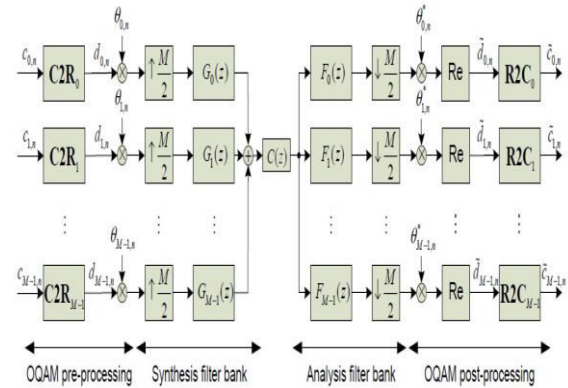 θ0,n θ1,n θM−1,n
c0,n C2R0 d0,n ↑ M/2 G0(z) F0(z) ↓ M/2 θ*0,n Re d̃0,n R2C0 c̃0,n
c1,n C2R1 d1,n ↑ M/2 G1(z) C(z) F1(z) ↓ M/2 θ*1,n Re d̃1,n R2C1 c̃1,n
cM−1,n C2RM−1 dM−1,n ↑ M/2 GM−1(z) FM−1(z) ↓ M/2 θ*M−1,n Re d̃M−1,n R2CM−1 c̃M−1,n
OQAM pre-processing Synthesis filter bank Analysis filter bank OQAM post-processing